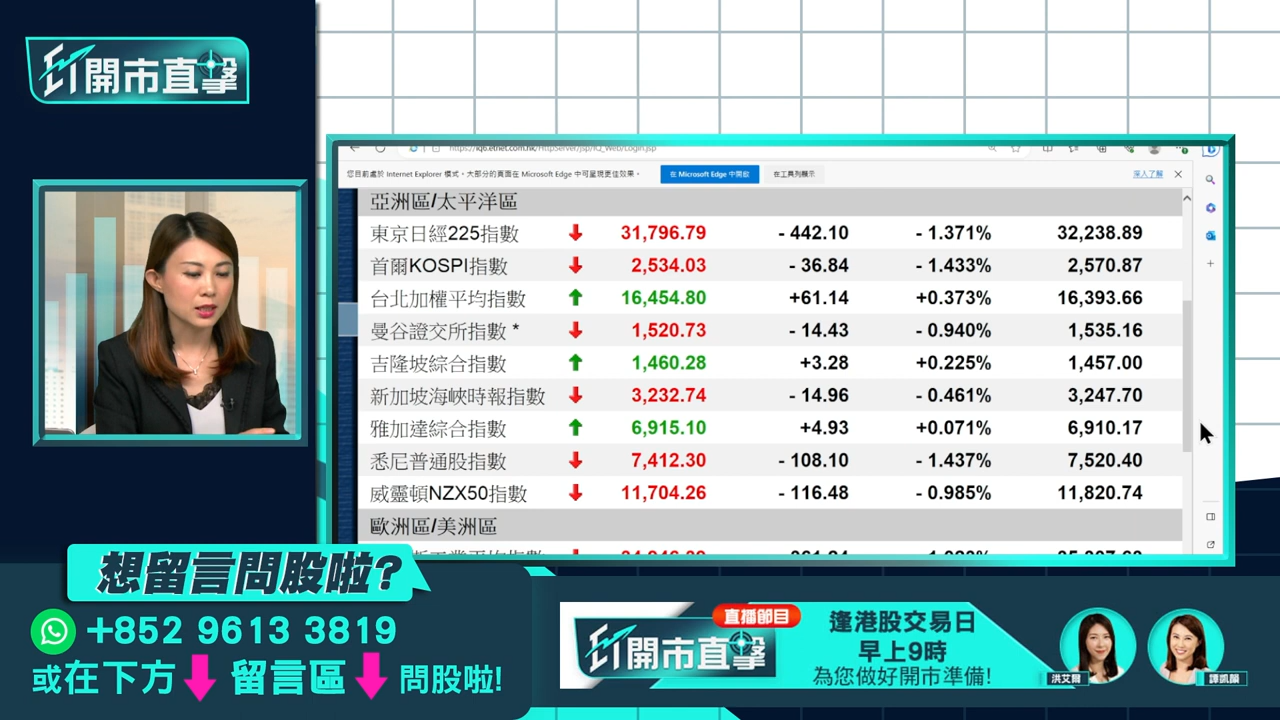 開市直擊
https://iq6.etnet.com.hk/HttpServer/jsp/IQ_Web/Login.jsp
您目前處於 Internet Explorer 模式。大部分的頁面在 Microsoft Edge 中可呈現更佳效果。 在 Microsoft Edge 中開啟 在工具列顯示 深入了解
亞洲區/太平洋區
東京日經225指數 31,796.79 - 442.10 - 1.371% 32,238.89
首爾KOSPI指數 2,534.03 - 36.84 - 1.433% 2,570.87
台北加權平均指數 16,454.80 +61.14 +0.373% 16,393.66
曼谷證交所指數 * 1,520.73 - 14.43 - 0.940% 1,535.16
吉隆坡綜合指數 1,460.28 +3.28 +0.225% 1,457.00
新加坡海峽時報指數 3,232.74 - 14.96 - 0.461% 3,247.70
雅加達綜合指數 6,915.10 +4.93 +0.071% 6,910.17
悉尼普通股指數 7,412.30 - 108.10 - 1.437% 7,520.40
威靈頓NZX50指數 11,704.26 - 116.48 - 0.985% 11,820.74
歐洲區/美洲區
想留言問股啦?
+852 9613 3819
或在下方 留言區 問股啦!
直播節目
開市直擊
逢港股交易日
早上9時
為您做好開市準備!
洪艾爾
譚凱韻